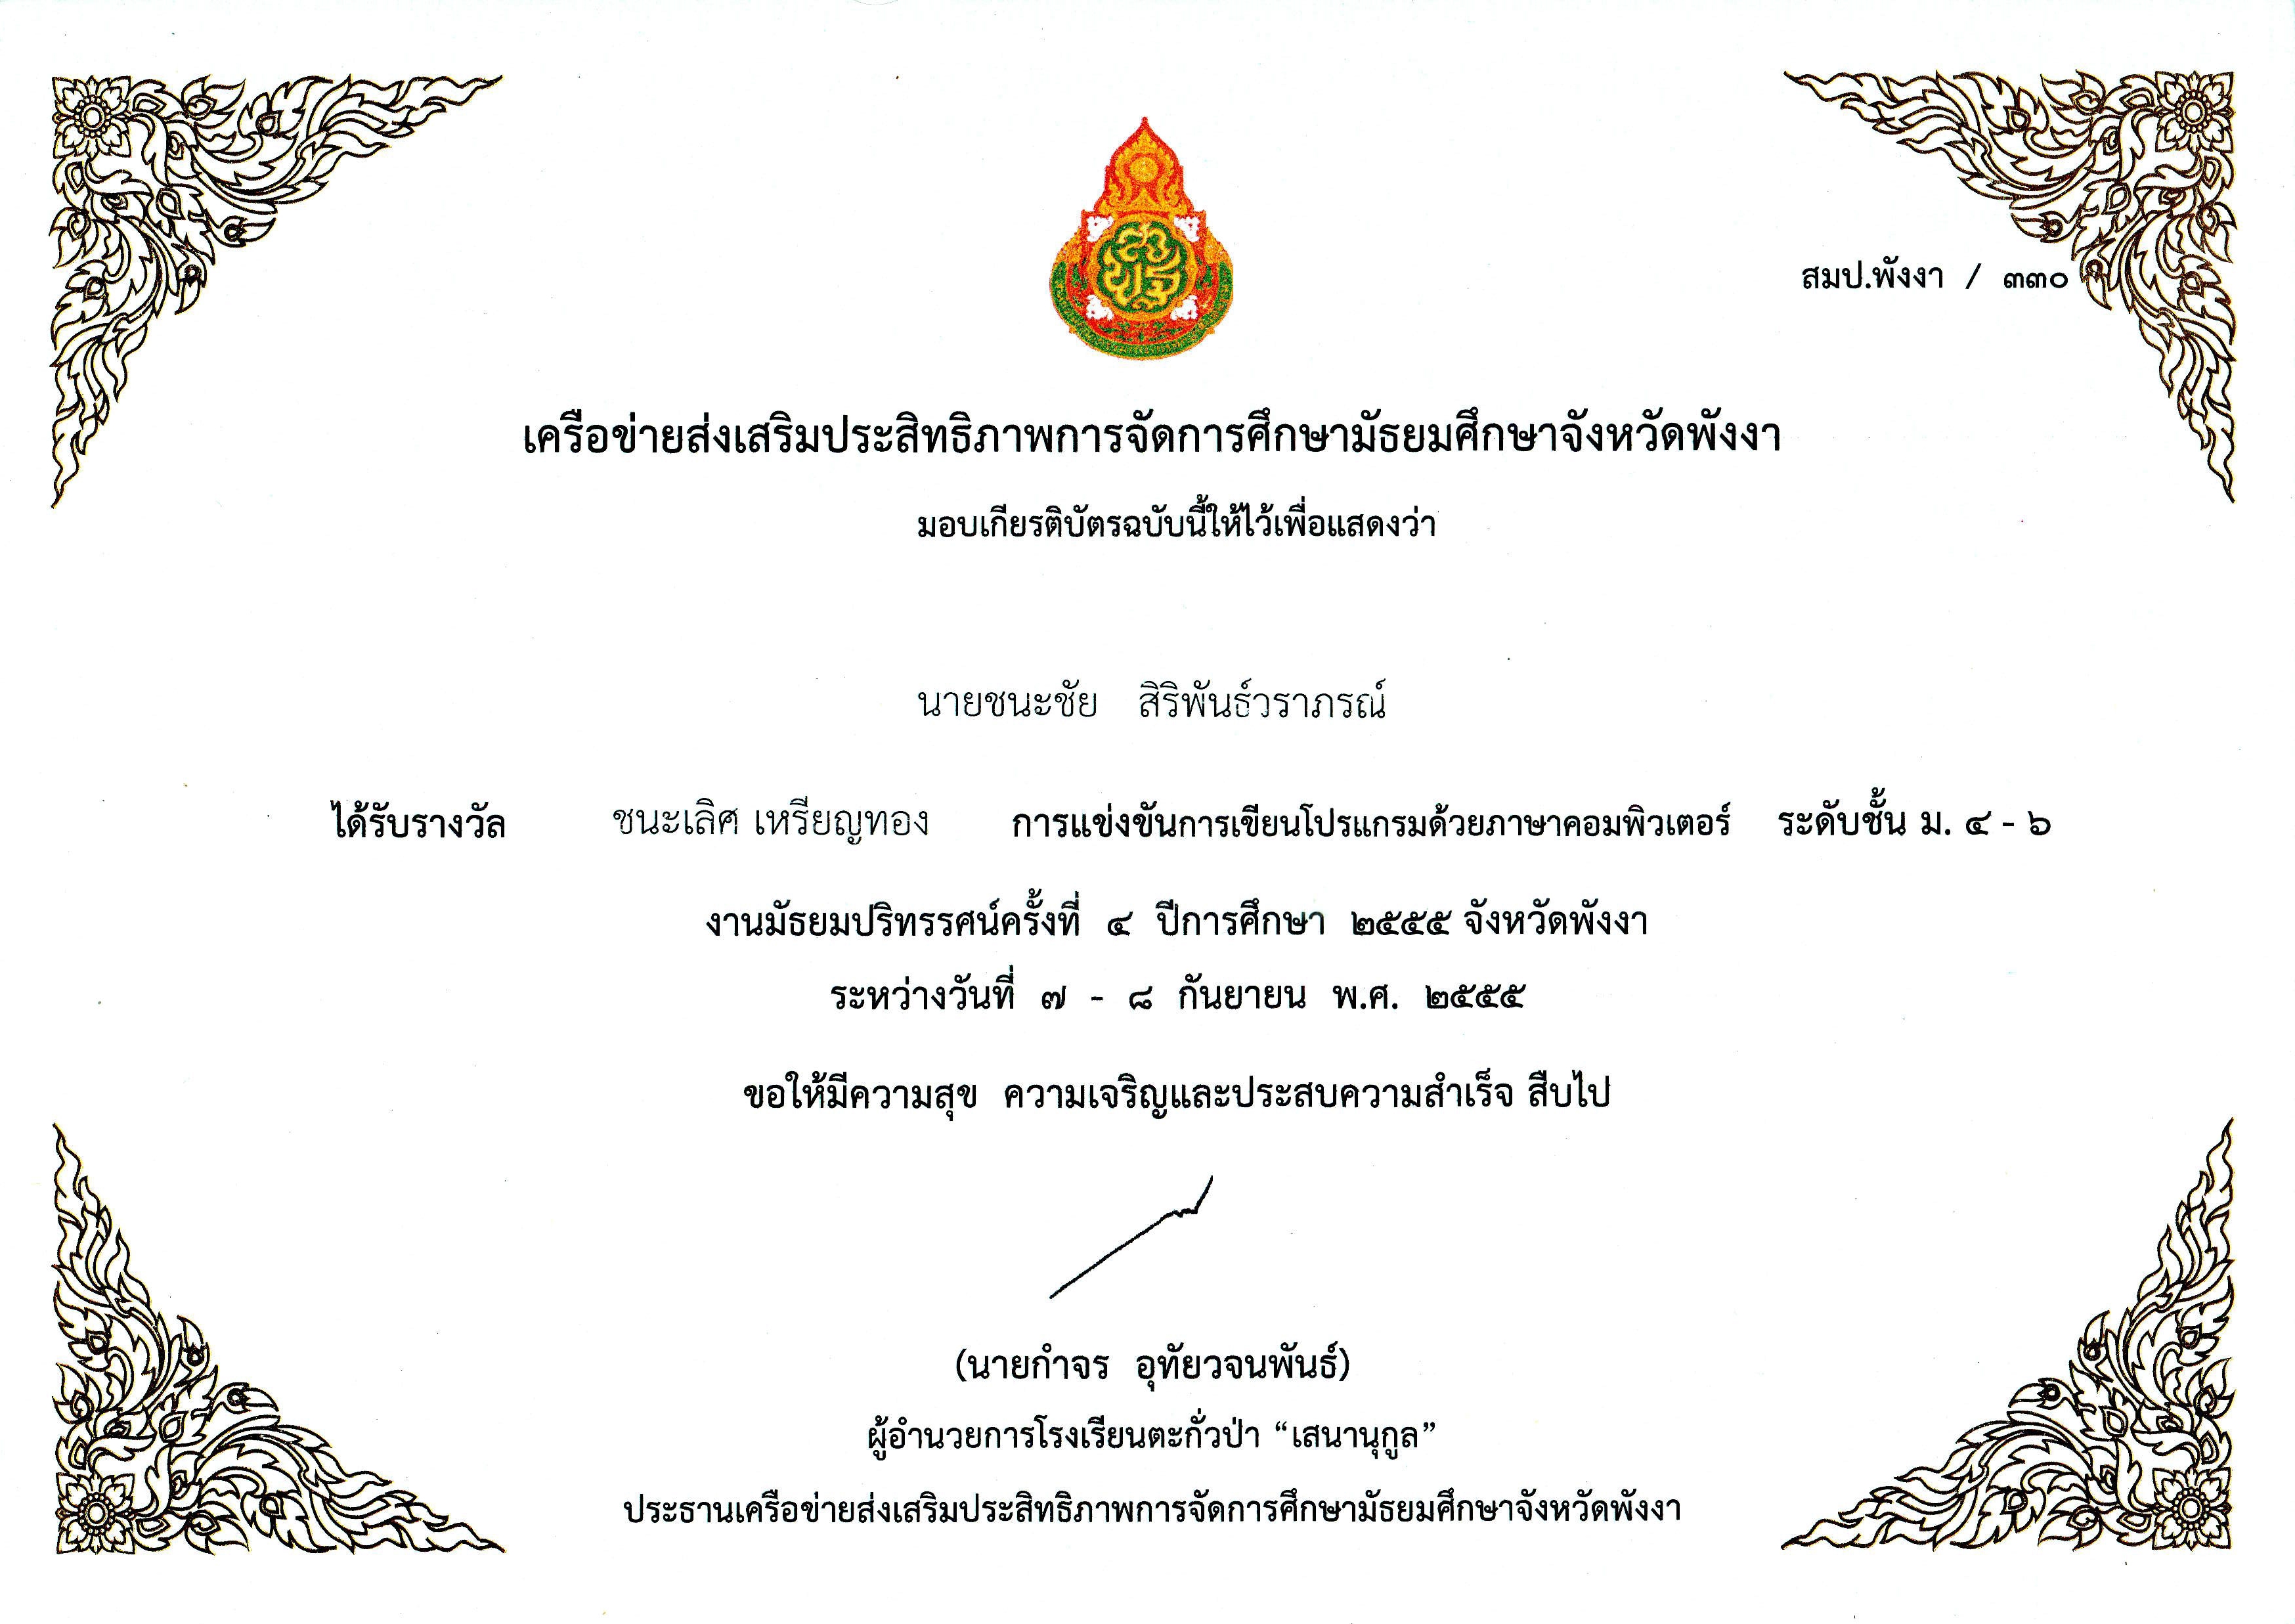 สมป.พังงา / ๓๓๐
เครือข่ายส่งเสริมประสิทธิภาพการจัดการศึกษามัธยมศึกษาจังหวัดพังงา
มอบเกียรติบัตรฉบับนี้ให้ไว้เพื่อแสดงว่า
นายชนะชัย สิริพันธ์วราภรณ์
ได้รับรางวัล ชนะเลิศ เหรียญทอง การแข่งขันการเขียนโปรแกรมด้วยภาษาคอมพิวเตอร์ ระดับชั้น ม. ๔ - ๖
งานมัธยมปริทรรศน์ครั้งที่ ๔ ปีการศึกษา ๒๕๕๕ จังหวัดพังงา
ระหว่างวันที่ ๗ - ๘ กันยายน พ.ศ. ๒๕๕๕
ขอให้มีความสุข ความเจริญและประสบความสำเร็จ สืบไป
(นายกำจร อุทัยวจนพันธ์)
ผู้อำนวยการโรงเรียนตะกั่วป่า “เสนานุกูล”
ประธานเครือข่ายส่งเสริมประสิทธิภาพการจัดการศึกษามัธยมศึกษาจังหวัดพังงา